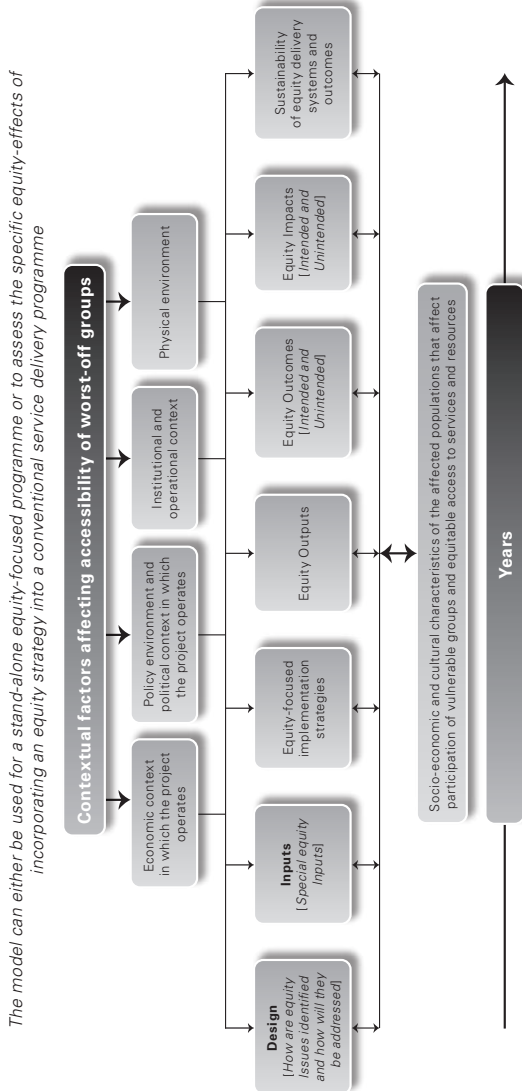 The model can either be used for a stand-alone equity-focused programme or to assess the specific equity-effects of
incorporating an equity strategy into a conventional service delivery programme
Contextual factors affecting accessibility of worst-off groups
Economic context
in which the project
operates
Policy environment and
political context in which
the project operates
Institutional and
operational context
Physical environment
Design
[How are equity
Issues identified
and how will they
be addressed]
Inputs
[Special equity
Inputs]
Equity-focused
implementation
strategies
Equity Outputs
Equity Outcomes
[Intended and
Unintended]
Equity Impacts
[Intended and
Unintended]
Sustainability
of equity delivery
systems and
outcomes
Socio-economic and cultural characteristics of the affected populations that affect
participation of vulnerable groups and equitable access to services and resources
Years